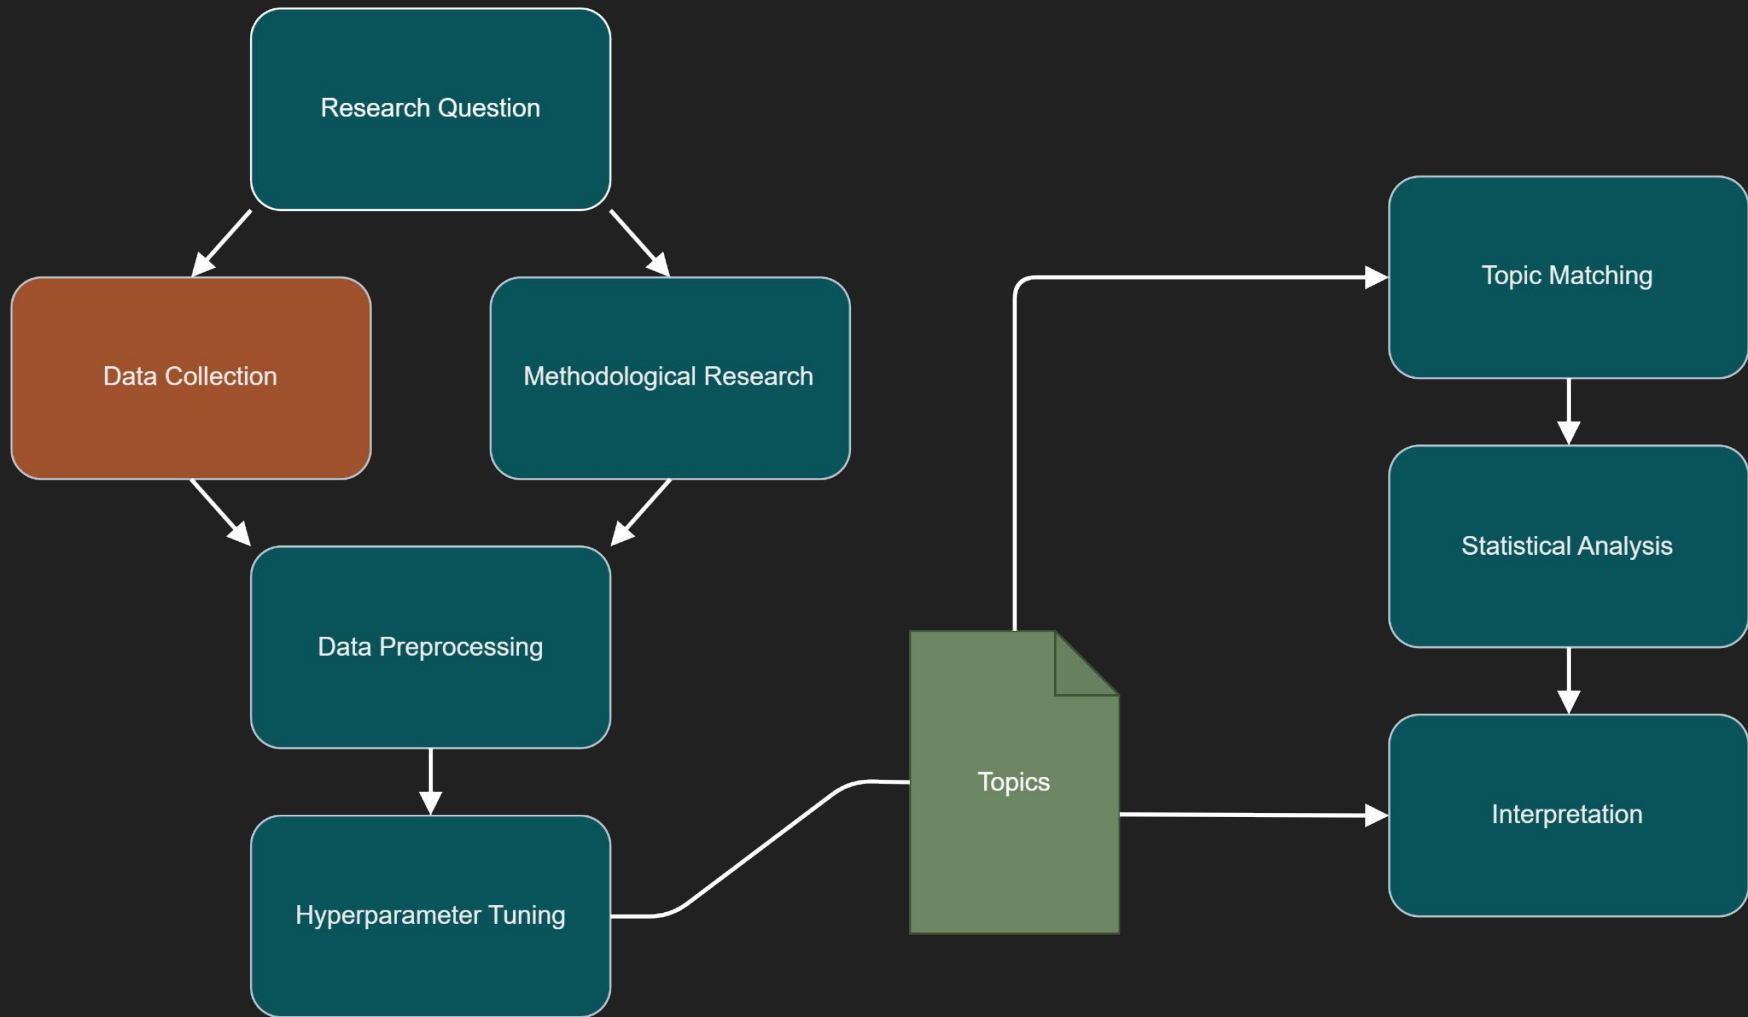 Research Question
Data Collection
Methodological Research
Data Preprocessing
Hyperparameter Tuning
Topics
Topic Matching
Statistical Analysis
Interpretation